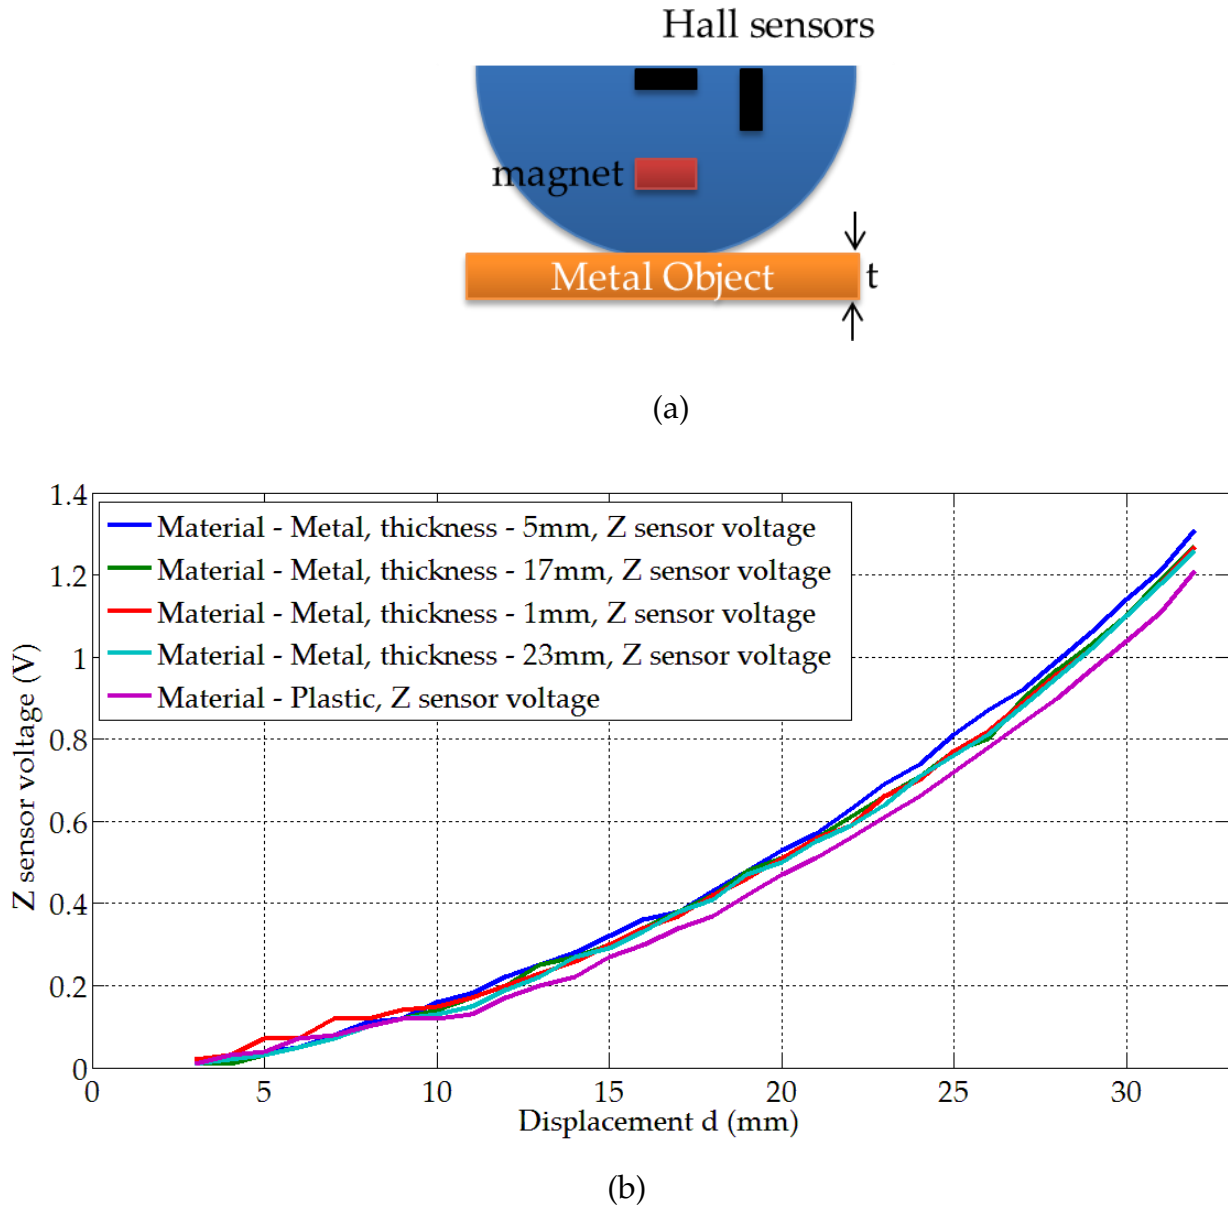 Hall sensors
magnet
Metal Object
t
(a)
1.4
1.2
1
0.8
0.6
0.4
0.2
0
Z sensor voltage (V)
Material - Metal, thickness - 5mm, Z sensor voltage
Material - Metal, thickness - 17mm, Z sensor voltage
Material - Metal, thickness - 1mm, Z sensor voltage
Material - Metal, thickness - 23mm, Z sensor voltage
Material - Plastic, Z sensor voltage
0 5 10 15 20 25 30
Displacement d (mm)
(b)